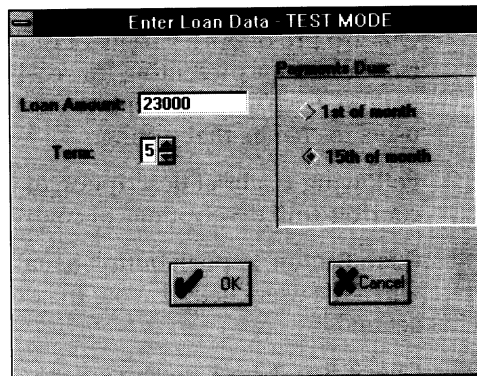 Enter Loan Data - TEST MODE
Payments Due:
Loan Amount: 23000
1st of month
Term: 5
15th of month
OK
Cancel